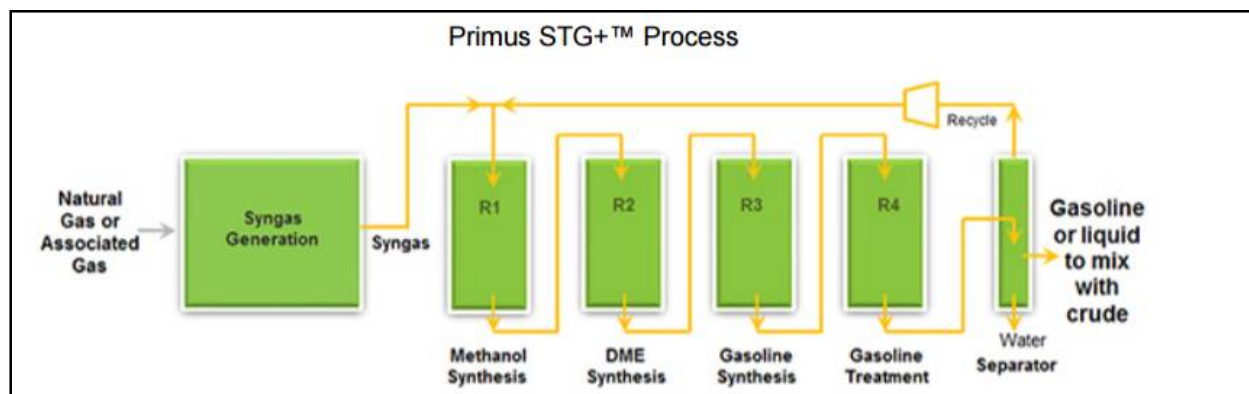 Primus STG+™ Process
Recycle
Natural
Gas or
Associated
Gas
Syngas
Generation
Syngas
R1
R2
R3
R4
Gasoline
or liquid
to mix
with
crude
Methanol
Synthesis
DME
Synthesis
Gasoline
Synthesis
Gasoline
Treatment
Water
Separator